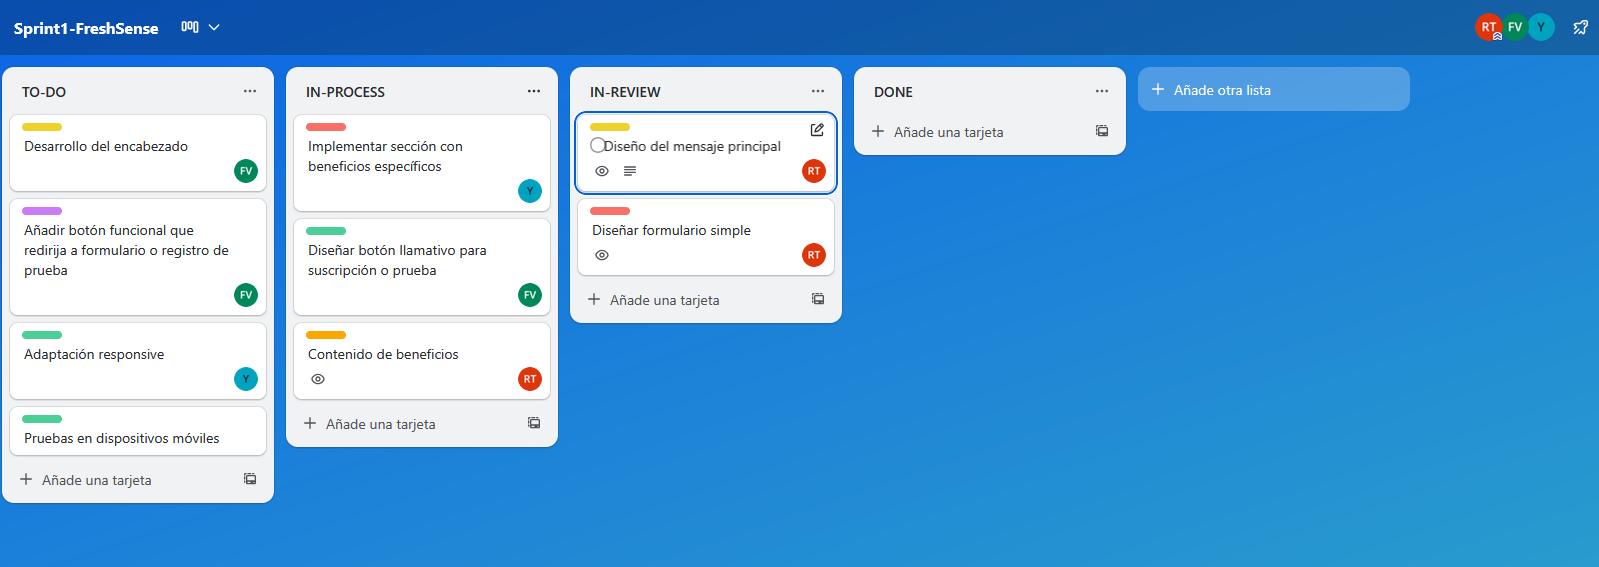 Sprint1-FreshSense
RT FV Y
TO-DO
Desarrollo del encabezado
FV
Añadir botón funcional que
redirija a formulario o registro de
prueba
FV
Adaptación responsive
Y
Pruebas en dispositivos móviles
Añade una tarjeta
IN-PROCESS
Implementar sección con
beneficios específicos
Y
Diseñar botón llamativo para
suscripción o prueba
FV
Contenido de beneficios
RT
Añade una tarjeta
IN-REVIEW
Diseño del mensaje principal
RT
Diseñar formulario simple
RT
Añade una tarjeta
DONE
Añade una tarjeta
Añade otra lista